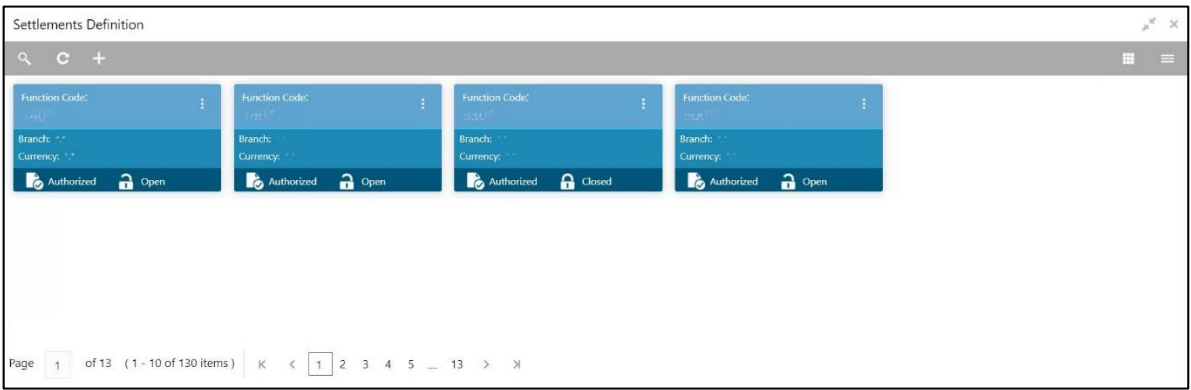 Settlements Definition
Function Code:
Branch: *.*
Currency: *.*
Authorized Open
Function Code:
Branch:
Currency:
Authorized Open
Function Code:
Branch:
Currency:
Authorized Closed
Function Code:
Branch:
Currency:
Authorized Open
Page 1 of 13 ( 1 - 10 of 130 items ) 1 2 3 4 5 ... 13